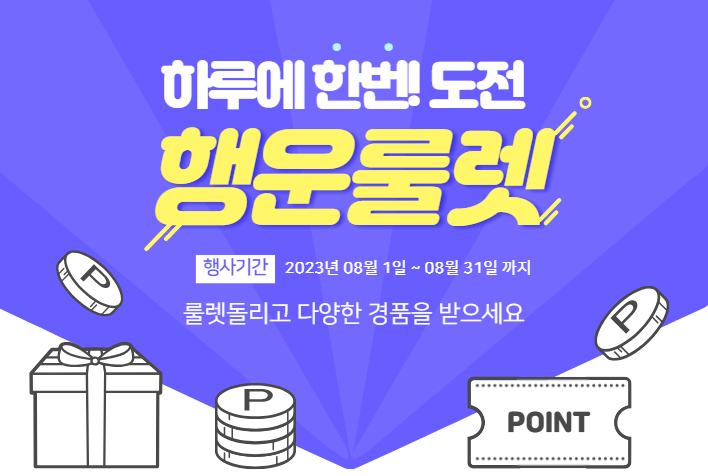 하루에 한번! 도전
행운룰렛
행사기간 2023년 08월 1일 ~ 08월 31일 까지
룰렛돌리고 다양한 경품을 받으세요
P
P
P
POINT